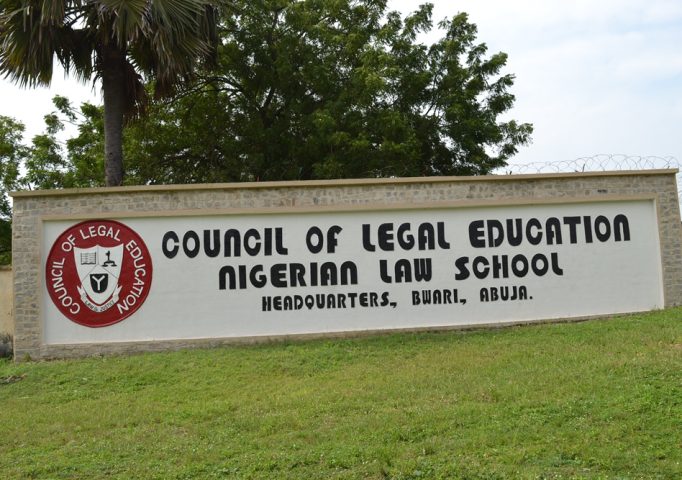 COUNCIL OF LEGAL EDUCATION
COUNCIL OF LEGAL EDUCATION
NIGERIAN LAW SCHOOL
HEADQUARTERS, BWARI, ABUJA.